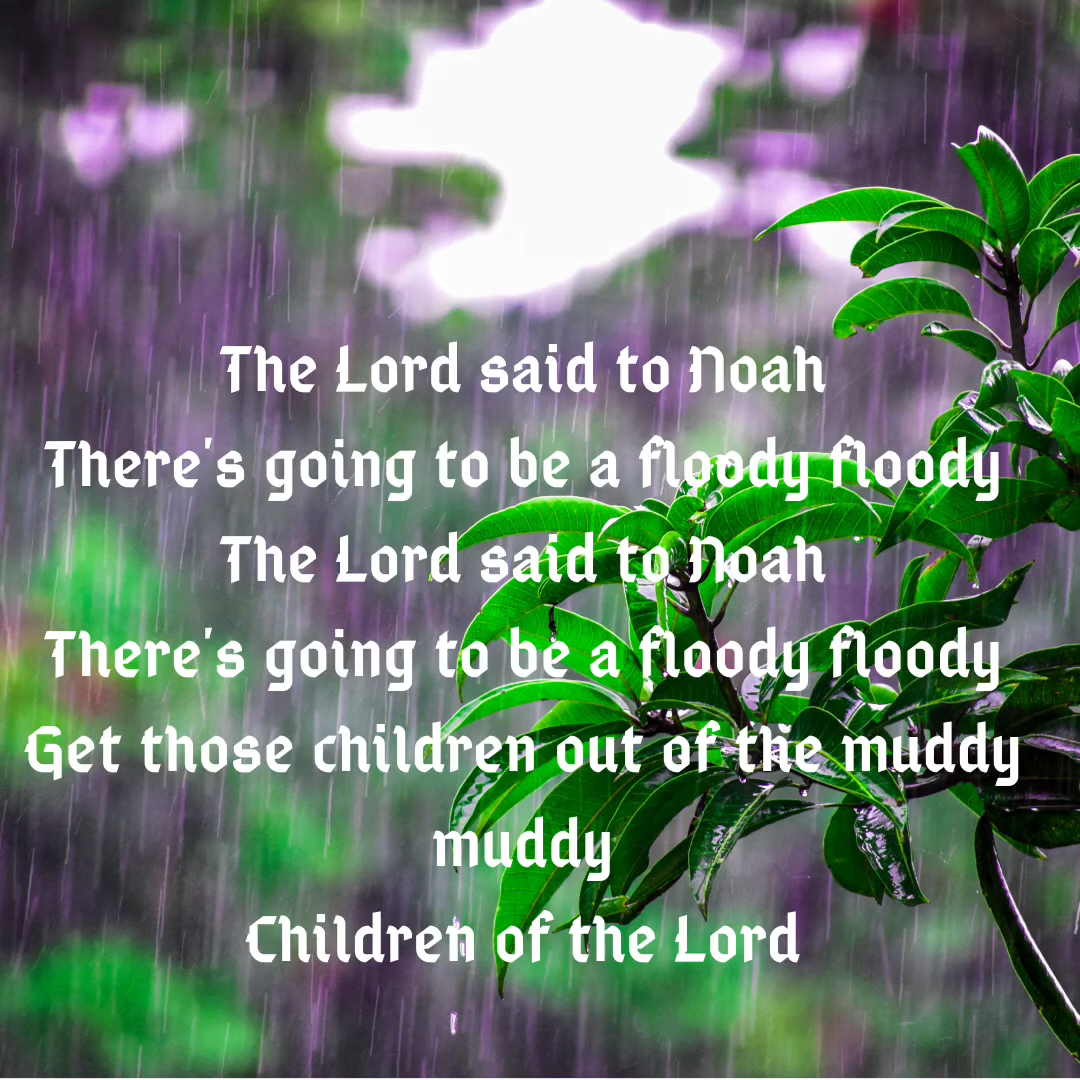 The Lord said to Noah
There's going to be a floody floody
The Lord said to Noah
There's going to be a floody floody
Get those children out of the muddy
muddy
Children of the Lord